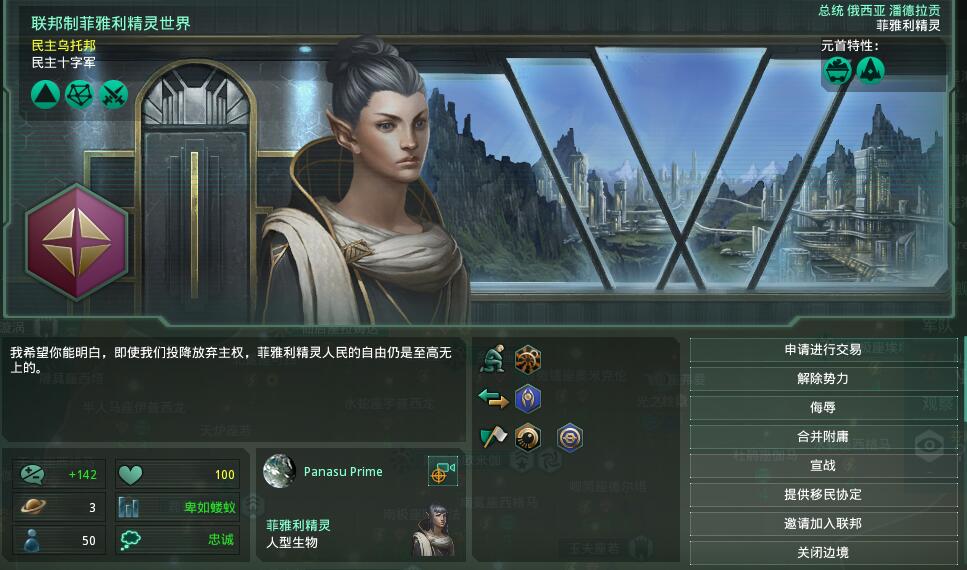 联邦制菲雅利精灵世界
民主乌托邦
民主十字军
总统 俄西亚 潘德拉贡
菲雅利精灵
元首特性：
我希望你能明白，即使我们投降放弃主权，菲雅利精灵人民的自由仍是至高无
上的。
+142
100
3
卑如蝼蚁
50
忠诚
Panasu Prime
菲雅利精灵
人型生物
申请进行交易
解除势力
侮辱
合并附庸
宣战
提供移民协定
邀请加入联邦
关闭边境